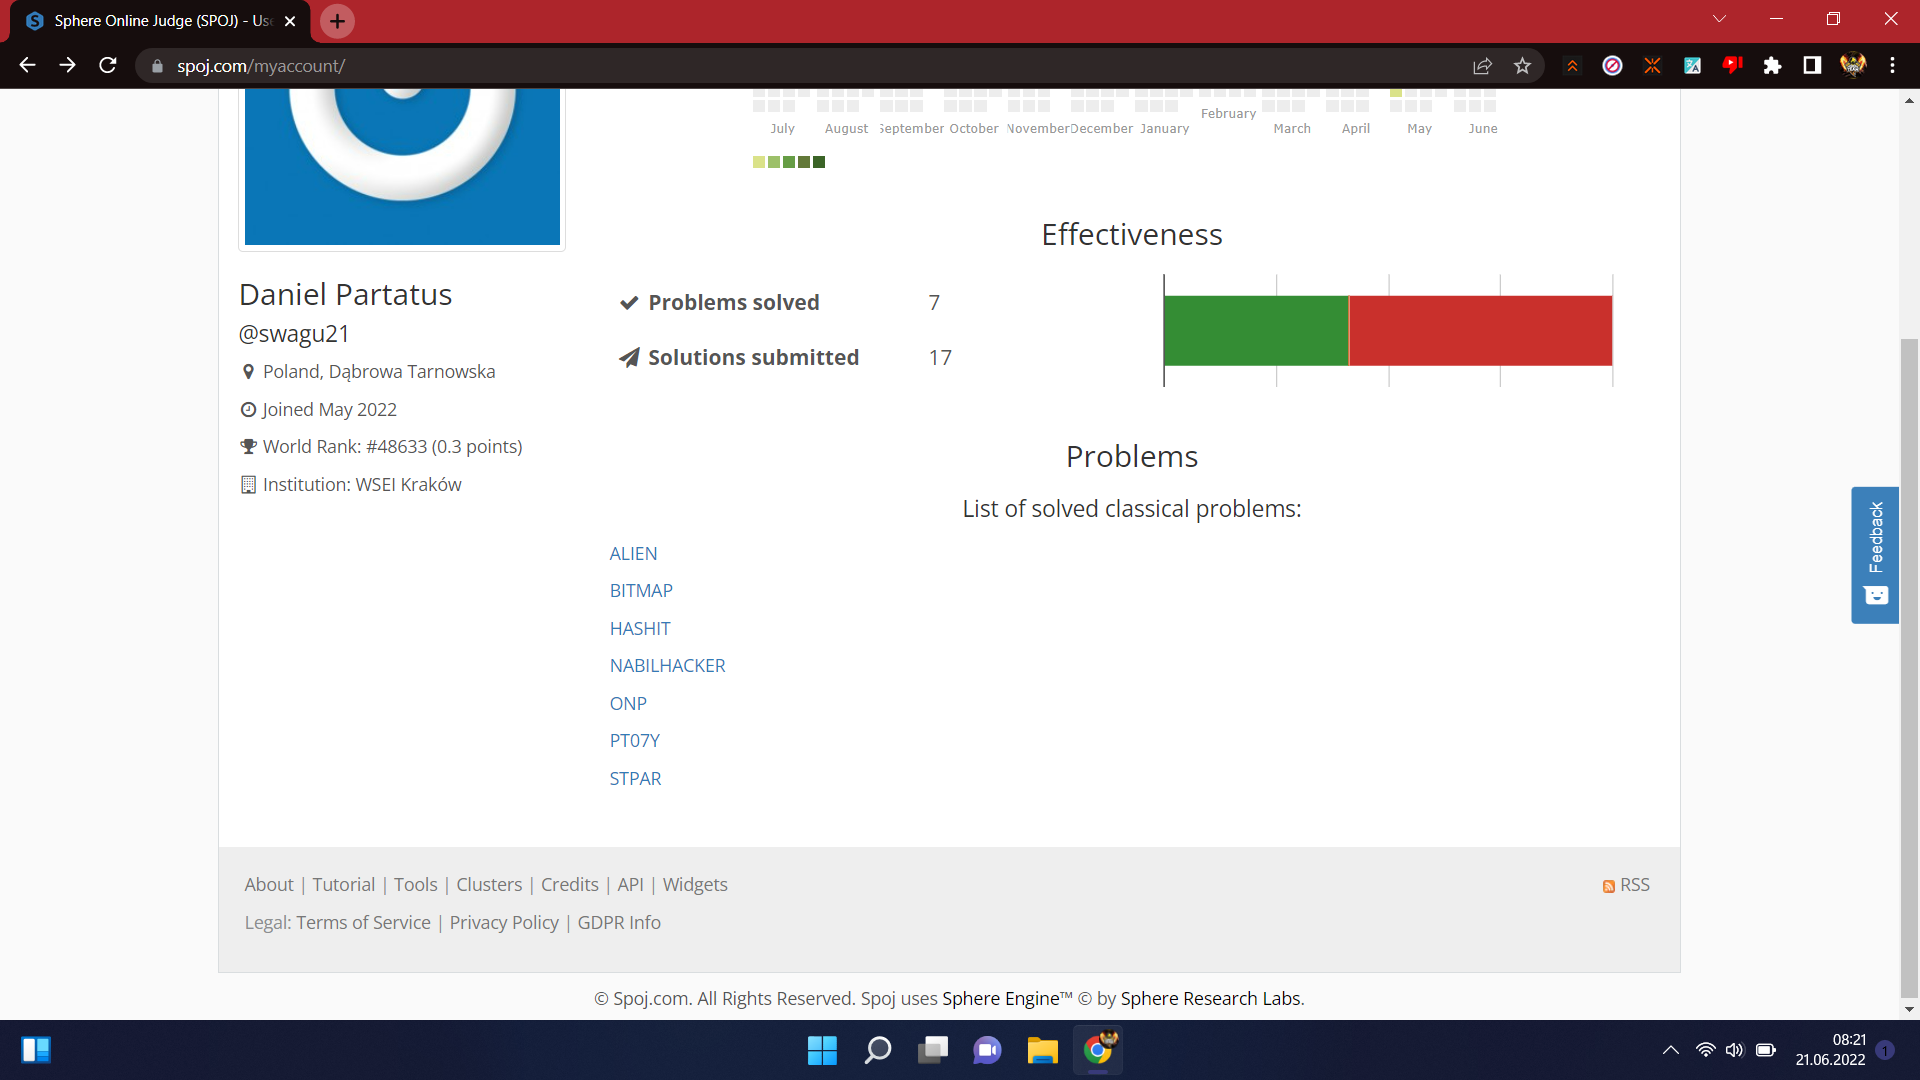 Sphere Online Judge (SPOJ) - Use
spoj.com/myaccount/
July August September October November December January February March April May June
Effectiveness
Daniel Partatus
@swagu21
Poland, Dąbrowa Tarnowska
Joined May 2022
World Rank: #48633 (0.3 points)
Institution: WSEI Kraków
Problems solved 7
Solutions submitted 17
Problems
List of solved classical problems:
ALIEN
BITMAP
HASHIT
NABILHACKER
ONP
PT07Y
STPAR
Feedback
About | Tutorial | Tools | Clusters | Credits | API | Widgets
RSS
Legal: Terms of Service | Privacy Policy | GDPR Info
© Spoj.com. All Rights Reserved. Spoj uses Sphere Engine™ © by Sphere Research Labs.
08:21
21.06.2022
1